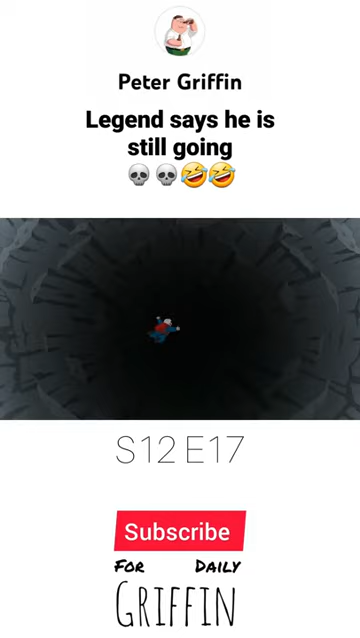 Peter Griffin
Legend says he is
still going
💀💀🤣🤣
S12 E17
Subscribe
For Daily
Griffin